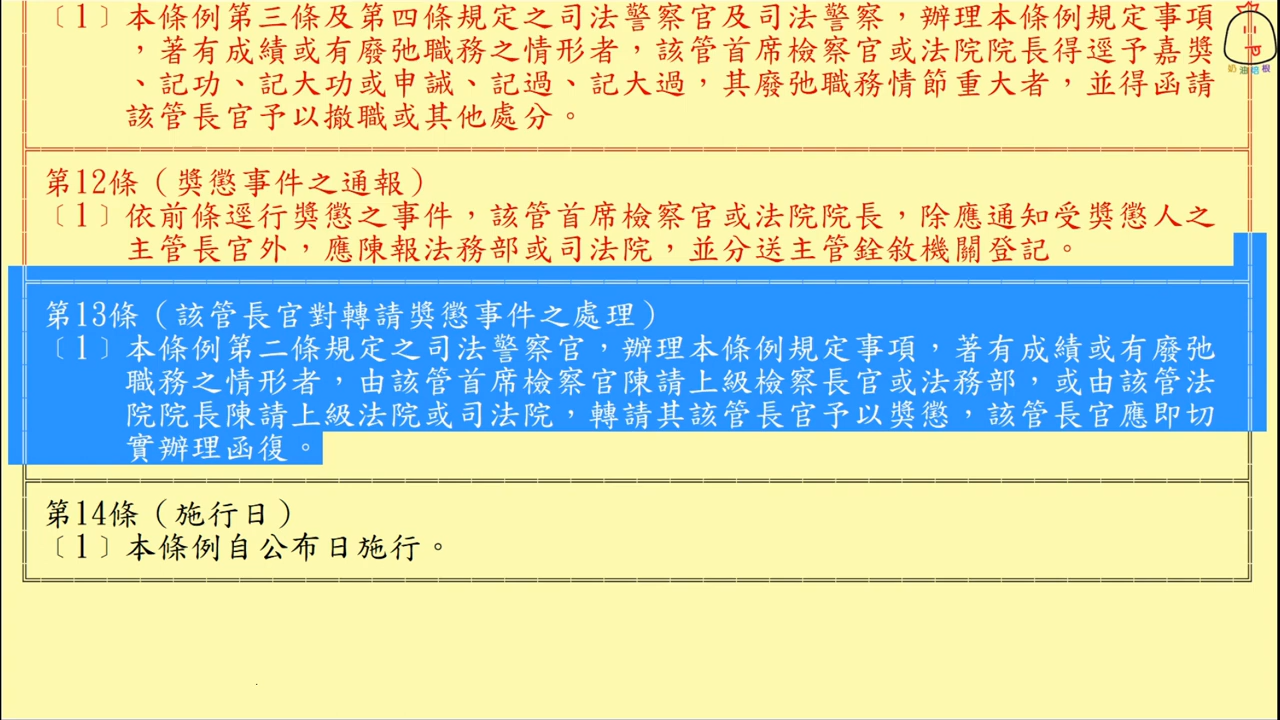 〔1〕本條例第三條及第四條規定之司法警察官及司法警察，辦理本條例規定事項
，著有成績或有廢弛職務之情形者，該管首席檢察官或法院院長得逕予嘉獎
、記功、記大功或申誡、記過、記大過，其廢弛職務情節重大者，並得函請
該管長官予以撤職或其他處分。
第12條（獎懲事件之通報）
〔1〕依前條逕行獎懲之事件，該管首席檢察官或法院院長，除應通知受獎懲人之
主管長官外，應陳報法務部或司法院，並分送主管銓敘機關登記。
第13條（該管長官對轉請獎懲事件之處理）
〔1〕本條例第二條規定之司法警察官，辦理本條例規定事項，著有成績或有廢弛
職務之情形者，由該管首席檢察官陳請上級檢察長官或法務部，或由該管法
院院長陳請上級法院或司法院，轉請其該管長官予以獎懲，該管長官應即切
實辦理函復。
第14條（施行日）
〔1〕本條例自公布日施行。
奶油培根